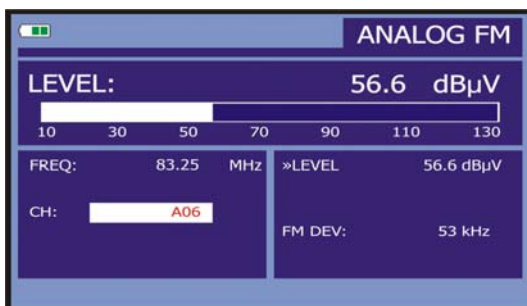 ANALOG FM
LEVEL: 56.6 dBµV
10 30 50 70 90 110 130
FREQ: 83.25 MHz
CH: A06
»LEVEL 56.6 dBµV
FM DEV: 53 kHz